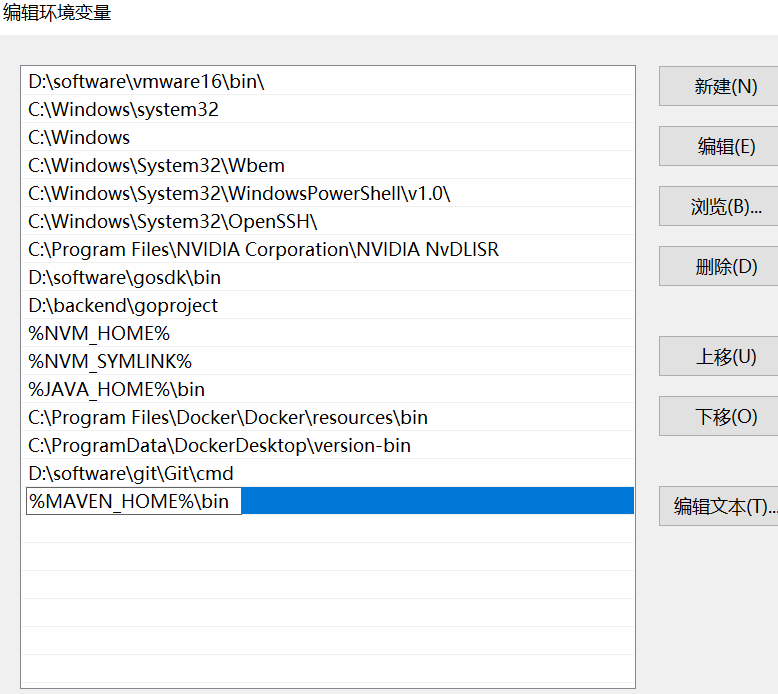 编辑环境变量
D:\software\vmware16\bin\
C:\Windows\system32
C:\Windows
C:\Windows\System32\Wbem
C:\Windows\System32\WindowsPowerShell\v1.0\
C:\Windows\System32\OpenSSH\
C:\Program Files\NVIDIA Corporation\NVIDIA NvDLISR
D:\software\gosdk\bin
D:\backend\goproject
%NVM_HOME%
%NVM_SYMLINK%
%JAVA_HOME%\bin
C:\Program Files\Docker\Docker\resources\bin
C:\ProgramData\DockerDesktop\version-bin
D:\software\git\Git\cmd
%MAVEN_HOME%\bin
新建(N)
编辑(E)
浏览(B)...
删除(D)
上移(U)
下移(O)
编辑文本(T)...